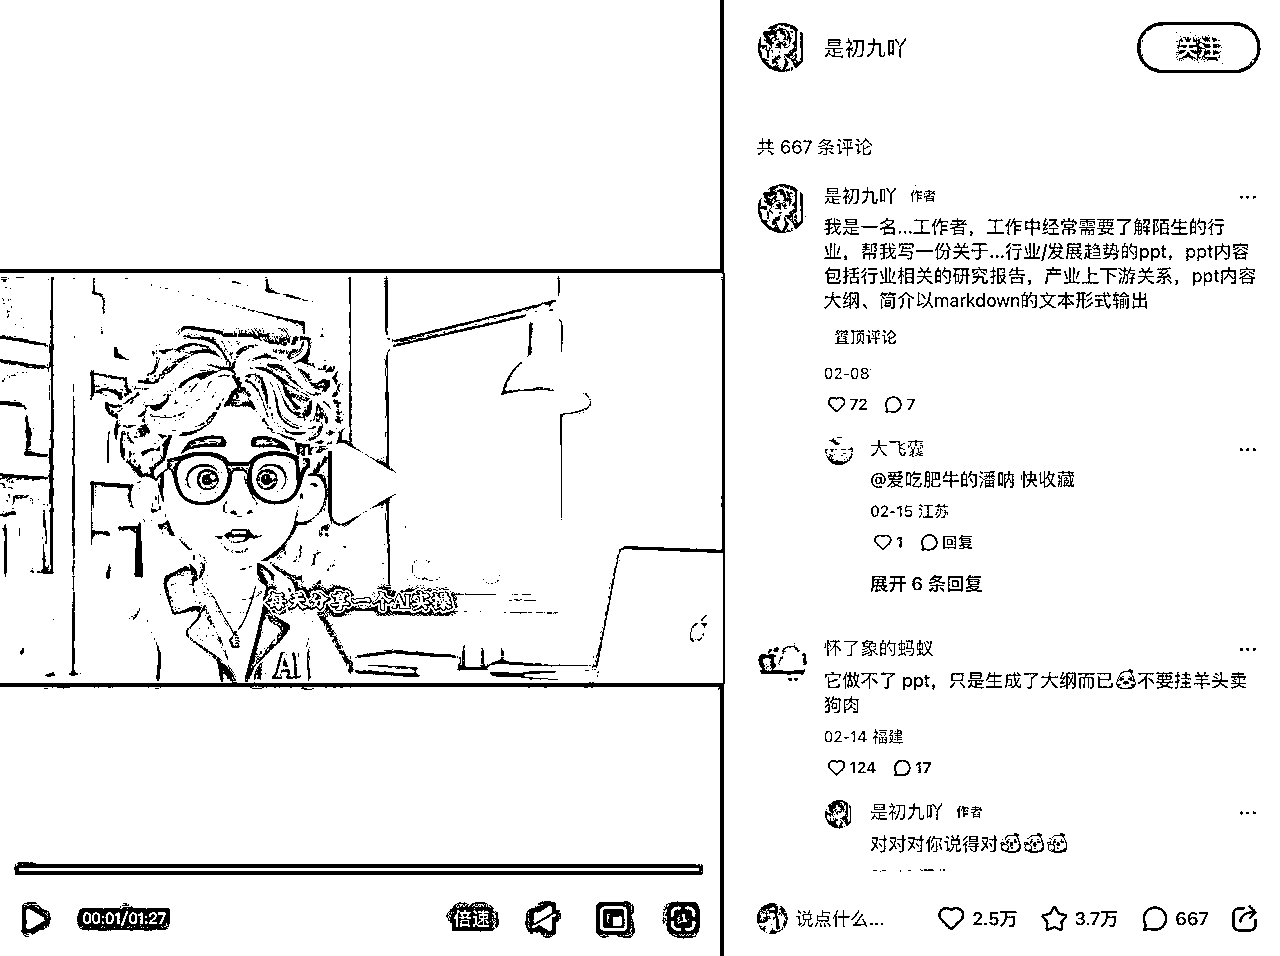 是初九吖
关注
共 667 条评论
是初九吖 作者
我是一名...工作者，工作中经常需要了解陌生的行
业，帮我写一份关于...行业/发展趋势的ppt，ppt内容
包括行业相关的研究报告，产业上下游关系，ppt内容
大纲、简介以markdown的文本形式输出
置顶评论
02-08
72 7
大飞
@爱吃肥牛的潘呐 快收藏
02-15 江苏
1 回复
展开 6 条回复
怀了象的蚂蚁
它做不了 ppt，只是生成了大纲而已不要挂羊头卖
狗肉
02-14 福建
124 17
是初九吖 作者
对对对你说得对
每天分享一个AI实操
AI
00:01/01:27
倍速
说点什么...
2.5万 3.7万 667